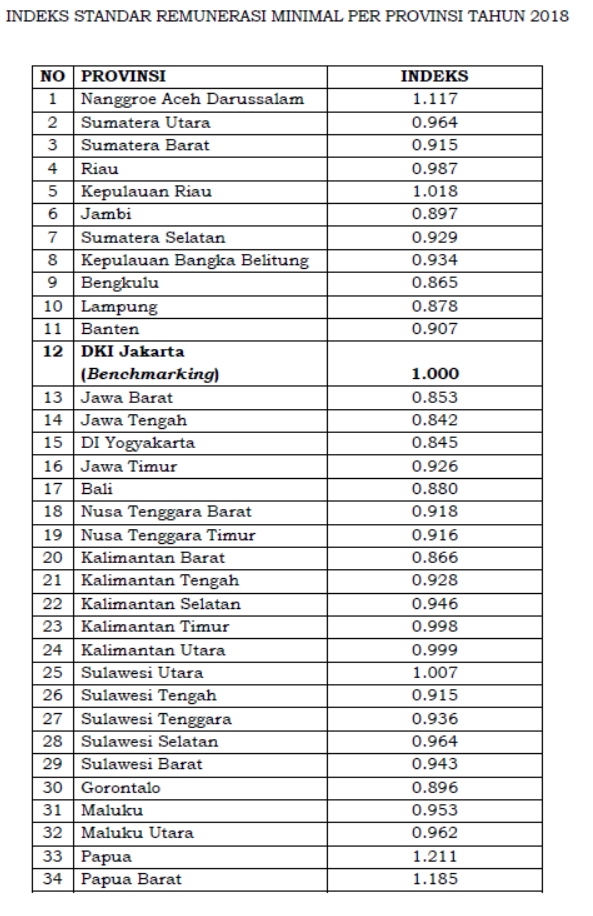 INDEKS STANDAR REMUNERASI MINIMAL PER PROVINSI TAHUN 2018
NO PROVINSI INDEKS
1 Nanggroe Aceh Darussalam 1.117
2 Sumatera Utara 0.964
3 Sumatera Barat 0.915
4 Riau 0.987
5 Kepulauan Riau 1.018
6 Jambi 0.897
7 Sumatera Selatan 0.929
8 Kepulauan Bangka Belitung 0.934
9 Bengkulu 0.865
10 Lampung 0.878
11 Banten 0.907
12 DKI Jakarta
(Benchmarking) 1.000
13 Jawa Barat 0.853
14 Jawa Tengah 0.842
15 DI Yogyakarta 0.845
16 Jawa Timur 0.926
17 Bali 0.880
18 Nusa Tenggara Barat 0.918
19 Nusa Tenggara Timur 0.916
20 Kalimantan Barat 0.866
21 Kalimantan Tengah 0.928
22 Kalimantan Selatan 0.946
23 Kalimantan Timur 0.998
24 Kalimantan Utara 0.999
25 Sulawesi Utara 1.007
26 Sulawesi Tengah 0.915
27 Sulawesi Tenggara 0.936
28 Sulawesi Selatan 0.964
29 Sulawesi Barat 0.943
30 Gorontalo 0.896
31 Maluku 0.953
32 Maluku Utara 0.962
33 Papua 1.211
34 Papua Barat 1.185